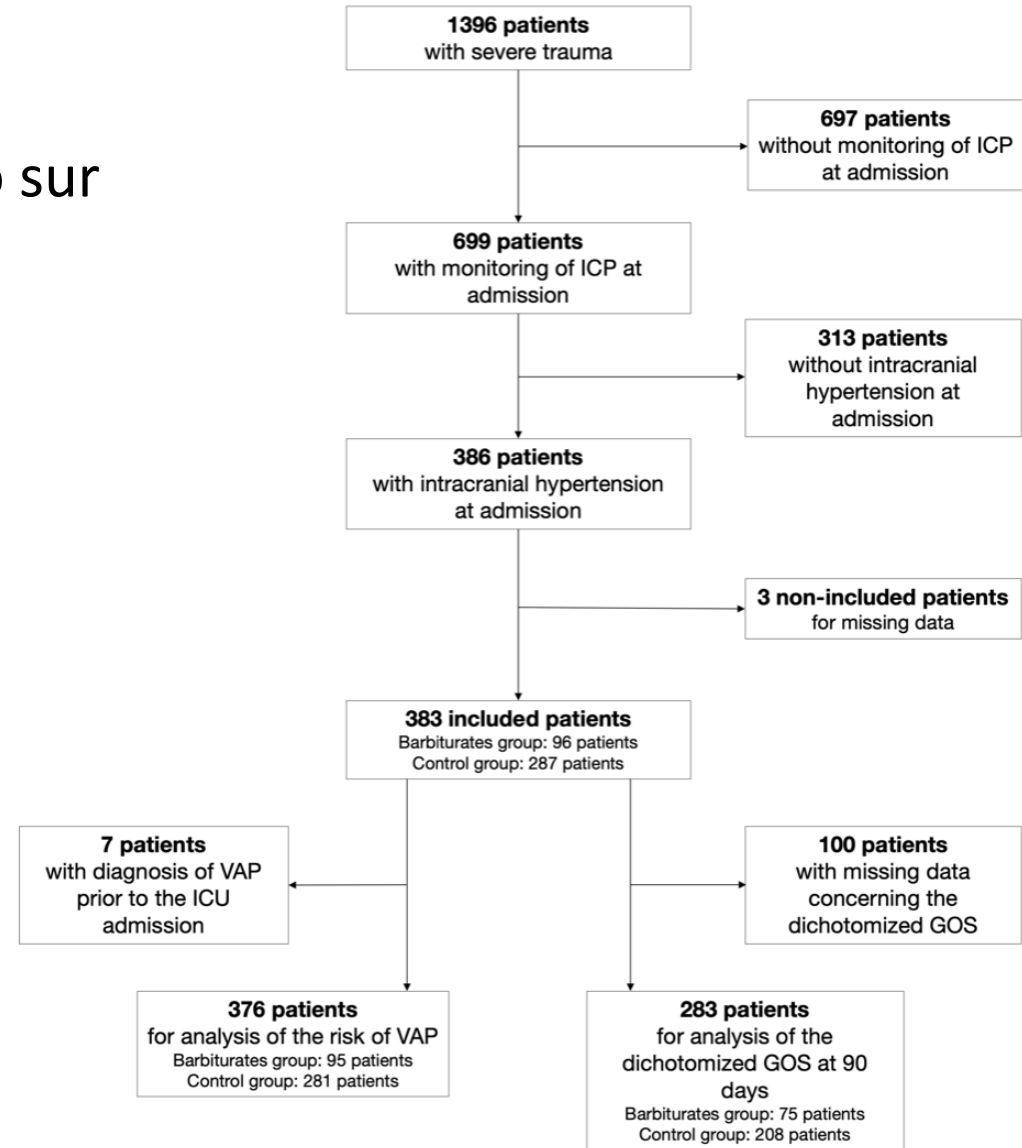 1396 patients
with severe trauma
697 patients
without monitoring of ICP
at admission
sur
699 patients
with monitoring of ICP at
admission
313 patients
without intracranial
hypertension at
admission
386 patients
with intracranial hypertension
at admission
3 non-included patients
for missing data
383 included patients
Barbiturates group: 96 patients
Control group: 287 patients
7 patients
with diagnosis of VAP
prior to the ICU
admission
100 patients
with missing data
concerning the
dichotomized GOS
376 patients
for analysis of the risk of VAP
Barbiturates group: 95 patients
Control group: 281 patients
283 patients
for analysis of the
dichotomized GOS at 90
days
Barbiturates group: 75 patients
Control group: 208 patients